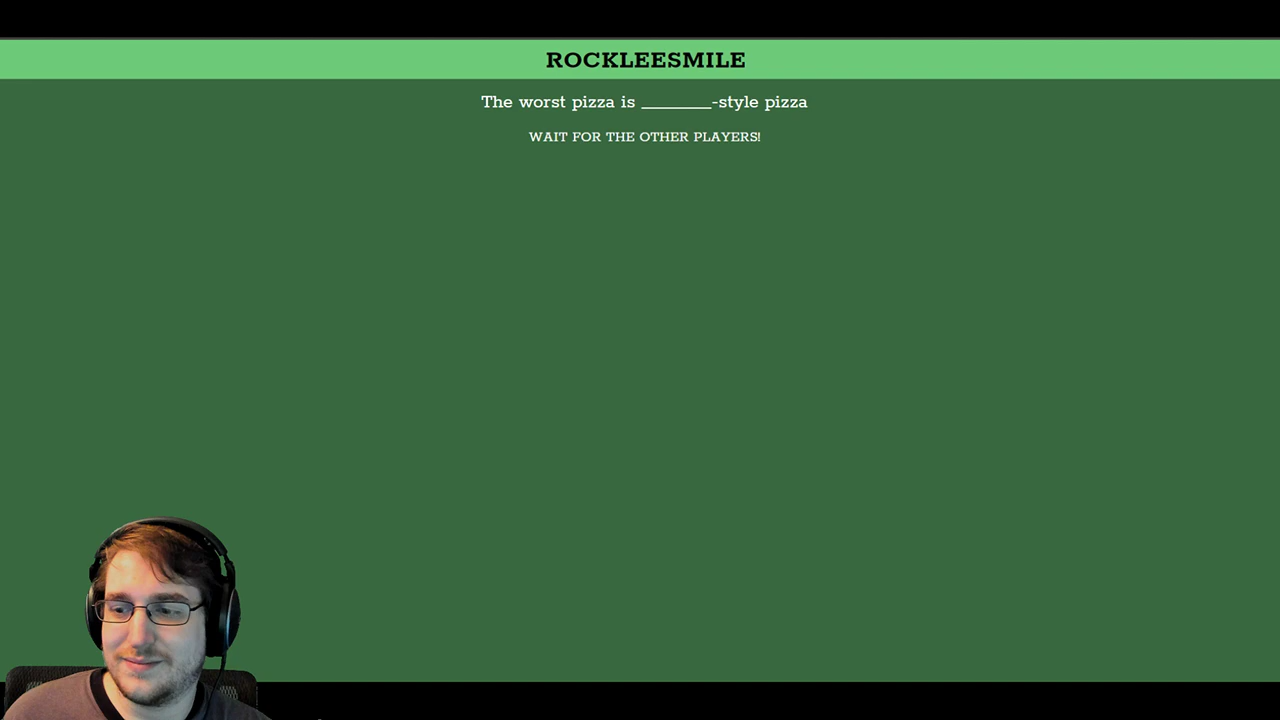 ROCKLEESMILE
The worst pizza is ________-style pizza
WAIT FOR THE OTHER PLAYERS!